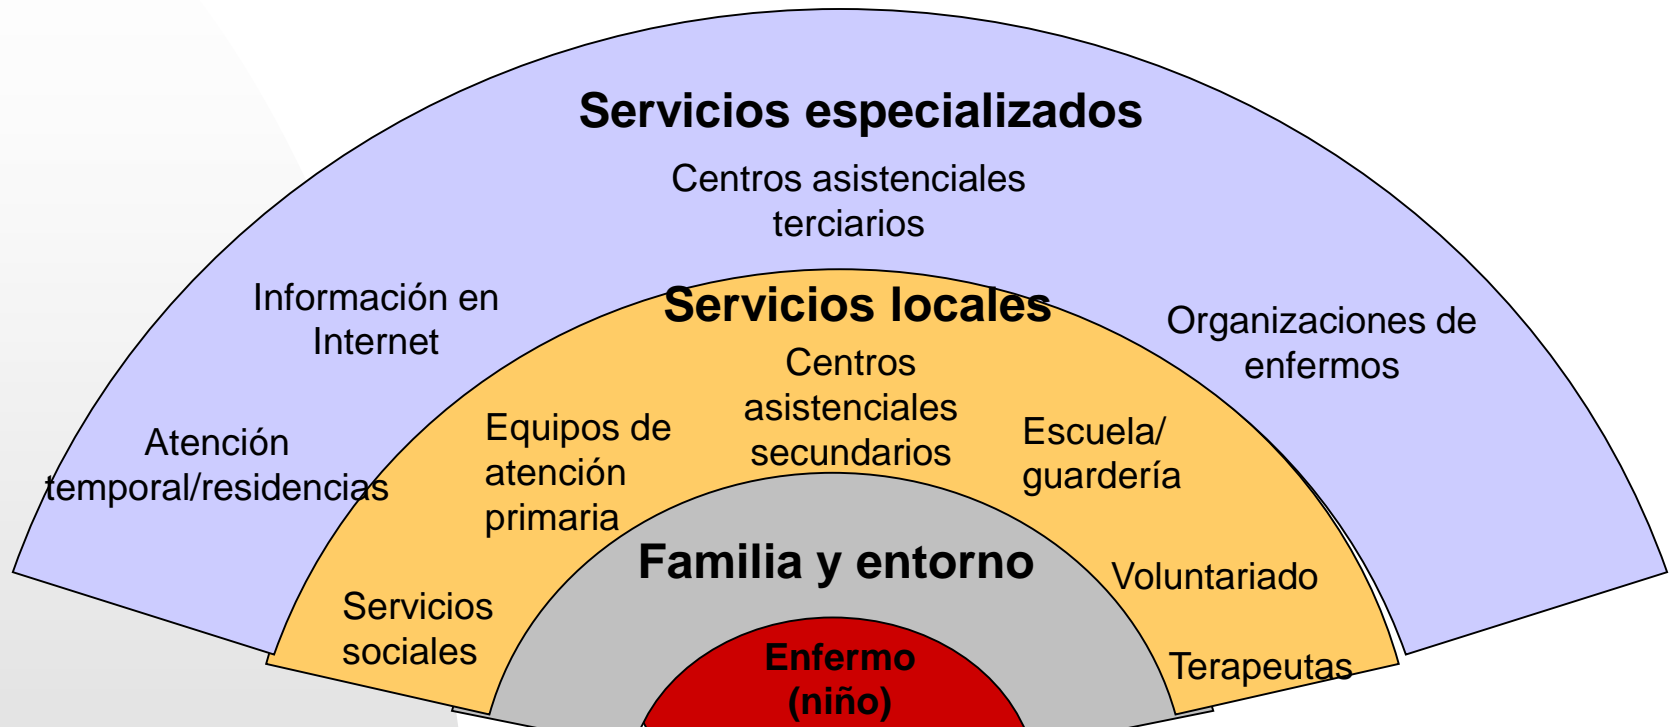 Servicios especializados
Centros asistenciales
terciarios
Información en
Internet
Organizaciones de
enfermos
Atención
temporal/residencias
Servicios locales
Centros
asistenciales
secundarios
Equipos de
atención
primaria
Escuela/
guardería
Servicios
sociales
Voluntariado
Terapeutas
Familia y entorno
Enfermo
(niño)